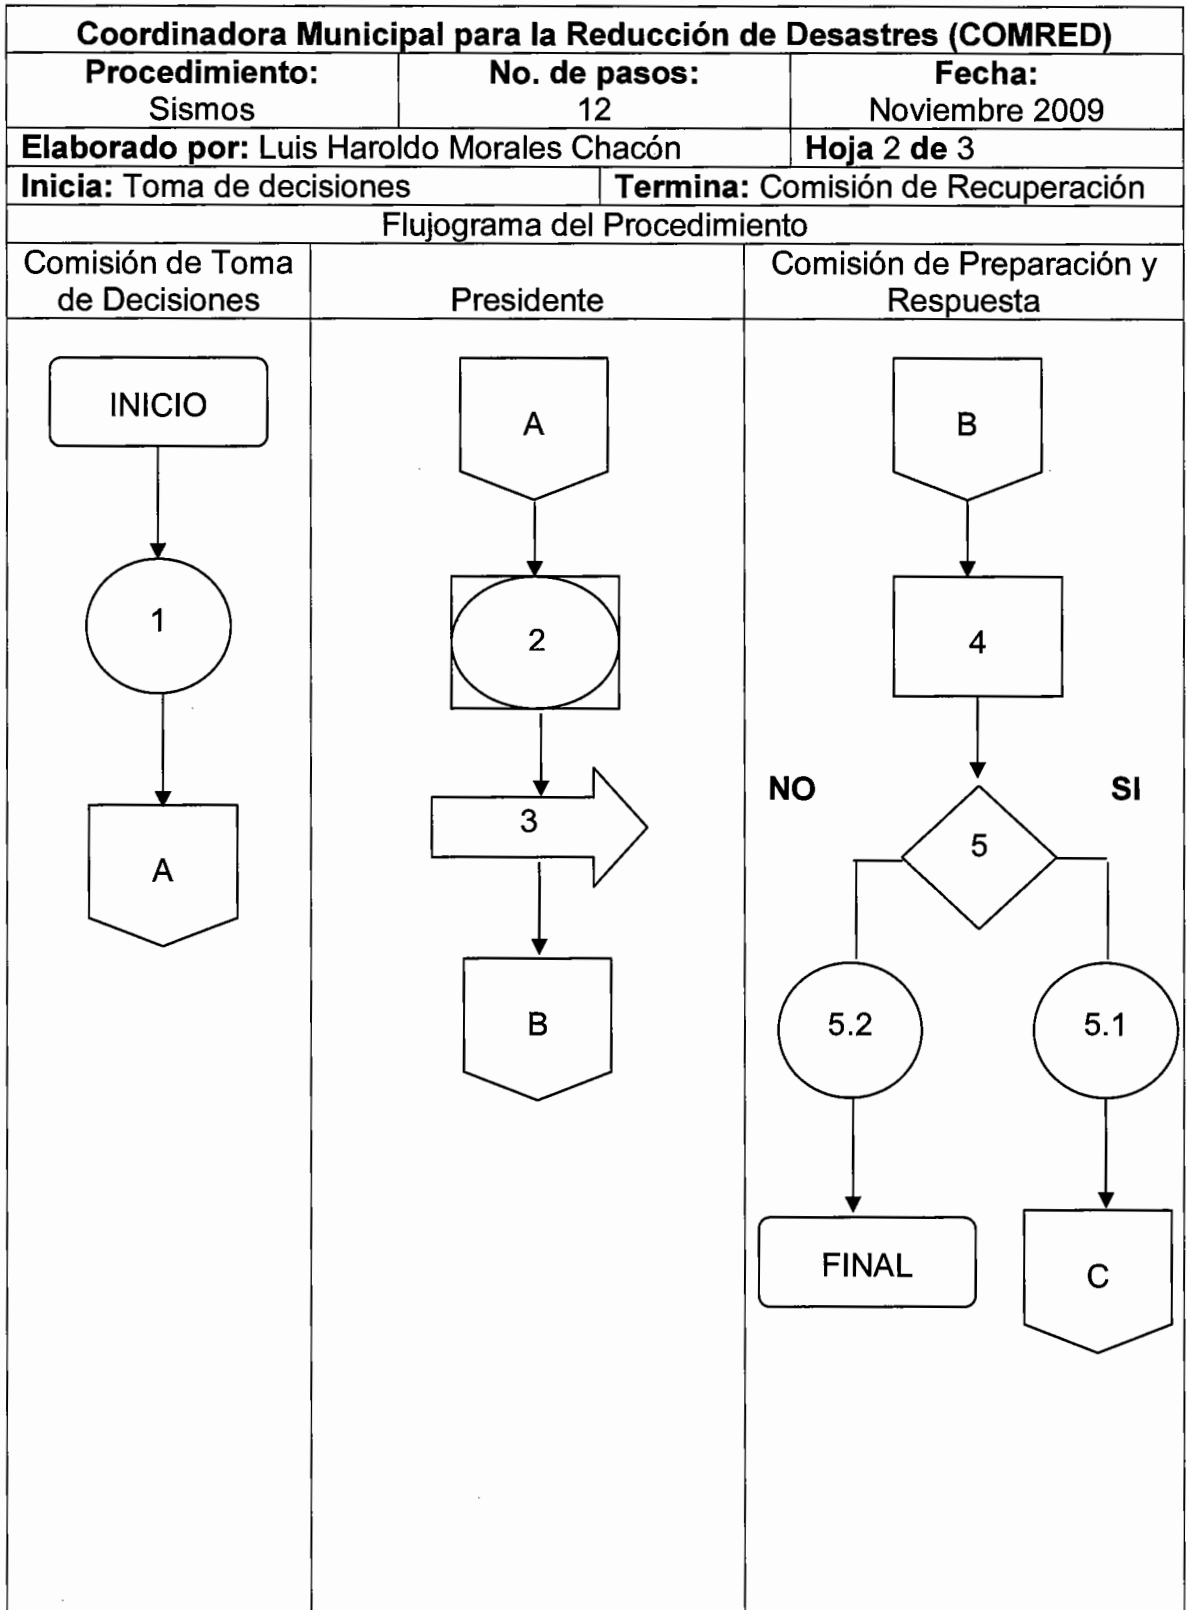 Coordinadora Municipal para la Reducción de Desastres (COMRED)
Procedimiento:
Sismos
No. de pasos:
12
Fecha:
Noviembre 2009
Elaborado por: Luis Haroldo Morales Chacón
Hoja 2 de 3
Inicia: Toma de decisiones
Termina: Comisión de Recuperación
Flujograma del Procedimiento
Comisión de Toma
de Decisiones
Presidente
Comisión de Preparación y
Respuesta
INICIO
1
A
A
2
3
B
B
4
NO
SI
5
5.2
5.1
FINAL
C